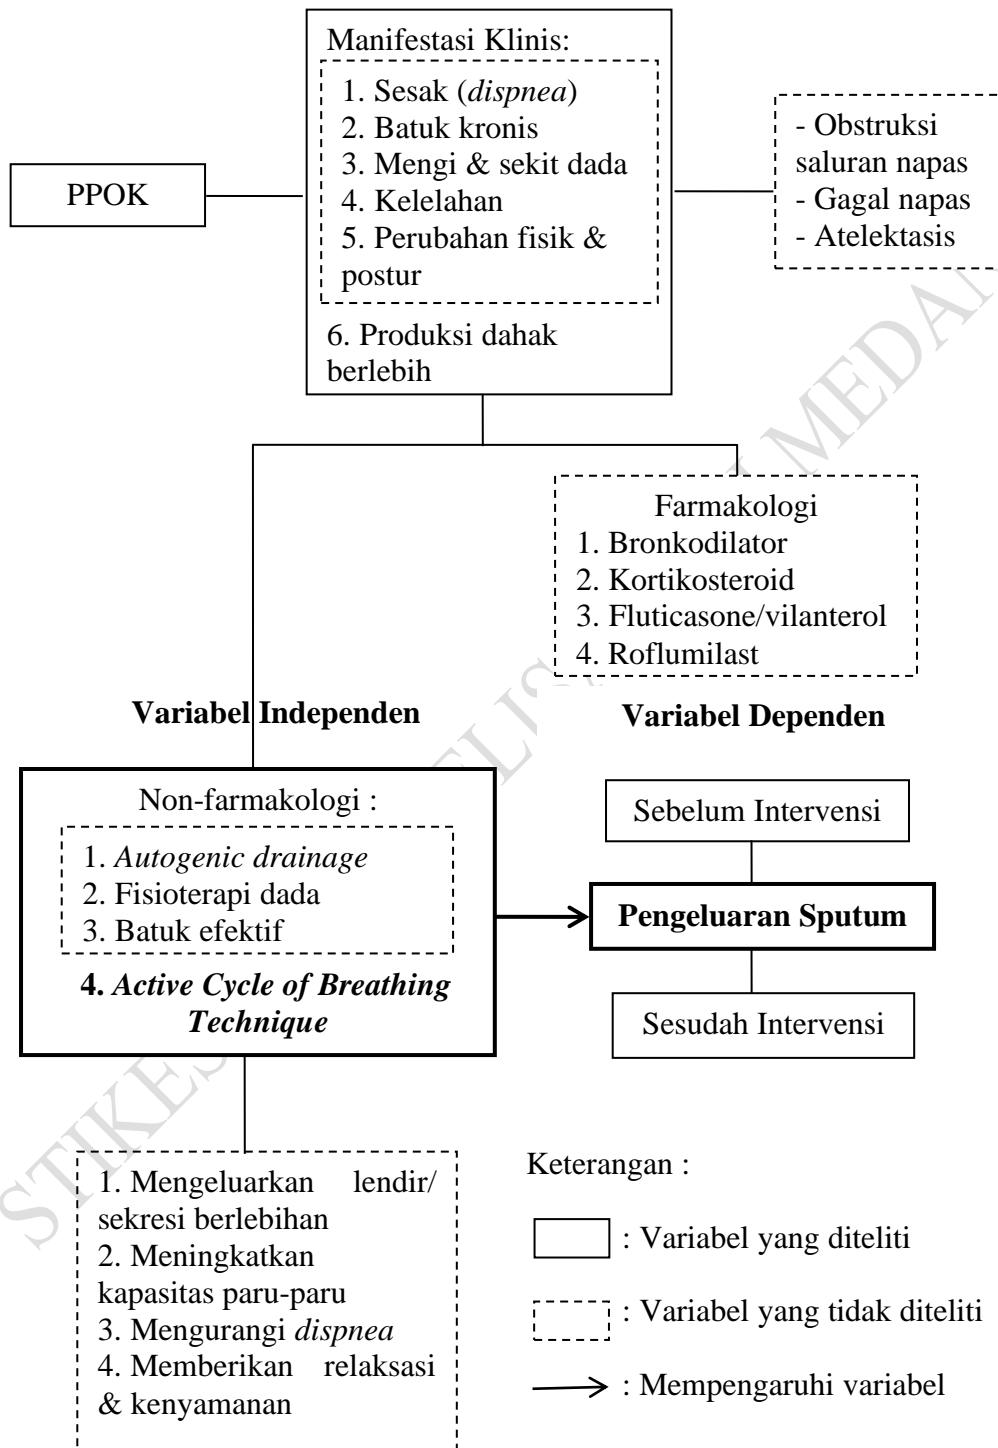 Manifestasi Klinis:
1. Sesak (dispnea)
2. Batuk kronis
3. Mengi & sekit dada
4. Kelelahan
5. Perubahan fisik &
postur
6. Produksi dahak
berlebih
PPOK
- Obstruksi
saluran napas
- Gagal napas
- Atelektasis
Farmakologi
1. Bronkodilator
2. Kortikosteroid
3. Fluticasone/vilanterol
4. Roflumilast
Variabel Independen
Variabel Dependen
Non-farmakologi :
1. Autogenic drainage
2. Fisioterapi dada
3. Batuk efektif
4. Active Cycle of Breathing
Technique
Sebelum Intervensi
Pengeluaran Sputum
Sesudah Intervensi
1. Mengeluarkan lendir/
sekresi berlebihan
2. Meningkatkan
kapasitas paru-paru
3. Mengurangi dispnea
4. Memberikan relaksasi
& kenyamanan
Keterangan :
: Variabel yang diteliti
: Variabel yang tidak diteliti
: Mempengaruhi variabel
STIKES
MEDAN